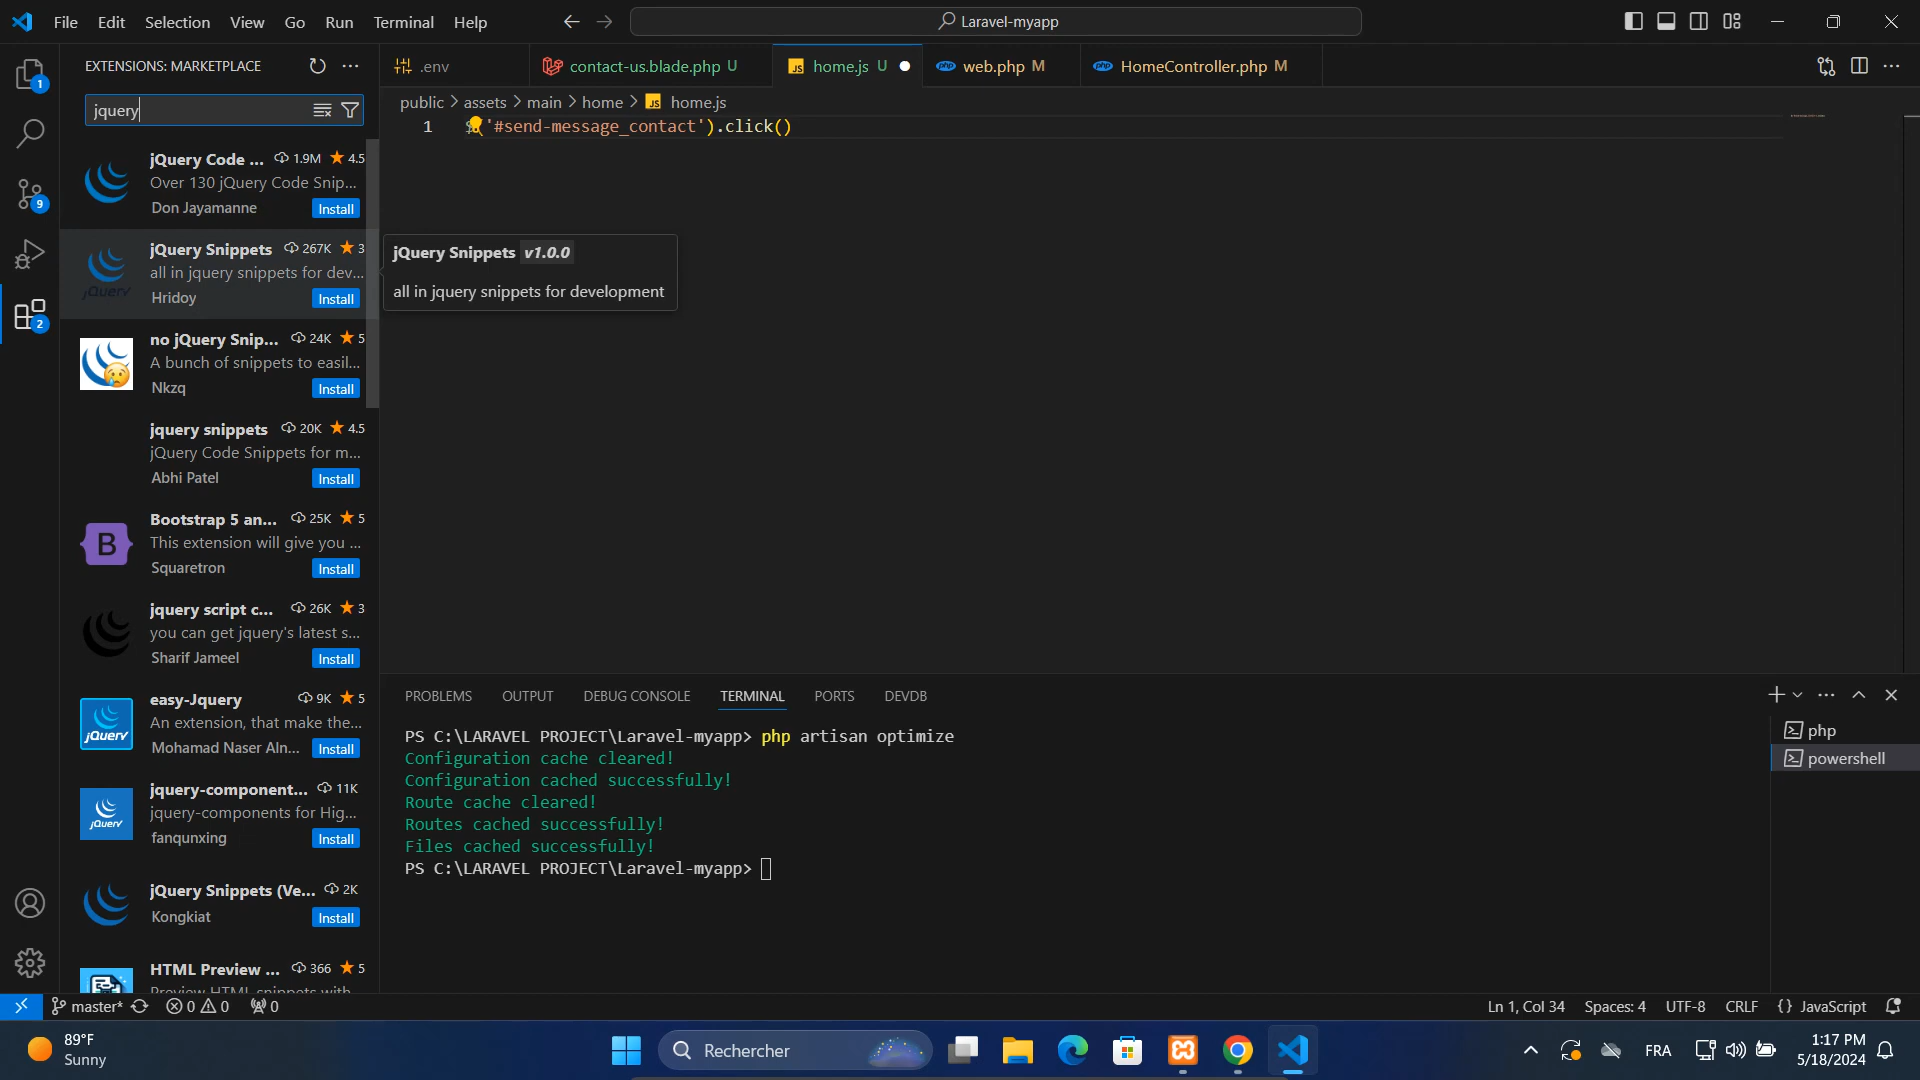 File Edit Selection View Go Run Terminal Help
Laravel-myapp
EXTENSIONS: MARKETPLACE
jquery
jQuery Code ... 1.9M 4.5
Over 130 jQuery Code Snip...
Don Jayamanne Install
jQuery Snippets 267K 3
all in jquery snippets for dev...
Hridoy Install
no jQuery Snip... 24K 5
A bunch of snippets to easil...
Nkzq Install
jquery snippets 20K 4.5
jQuery Code Snippets for m...
Abhi Patel Install
Bootstrap 5 an... 25K 5
This extension will give you ...
Squaretron Install
jquery script c... 26K 3
you can get jquery's latest s...
Sharif Jameel Install
easy-Jquery 9K 5
An extension, that make the...
Mohamad Naser Aln... Install
jquery-component... 11K
jquery-components for Hig...
fanqunxing Install
jQuery Snippets (Ve... 2K
Kongkiat Install
HTML Preview ... 366 5
Preview HTML snippets with
1
9
2
jQuery
jQuery
jQuery
B
.env
contact-us.blade.php U
home.js U
web.php M
HomeController.php M
public > assets > main > home > JS home.js
1 $('#send-message_contact').click()
jQuery Snippets v1.0.0
all in jquery snippets for development
PROBLEMS OUTPUT DEBUG CONSOLE TERMINAL PORTS DEVDB
PS C:\LARAVEL PROJECT\Laravel-myapp> php artisan optimize
Configuration cache cleared!
Configuration cached successfully!
Route cache cleared!
Routes cached successfully!
Files cached successfully!
PS C:\LARAVEL PROJECT\Laravel-myapp>
php
powershell
master* 0 0 0
Ln 1, Col 34 Spaces: 4 UTF-8 CRLF {} JavaScript
89°F
Sunny
Rechercher
FRA
1:17 PM
5/18/2024